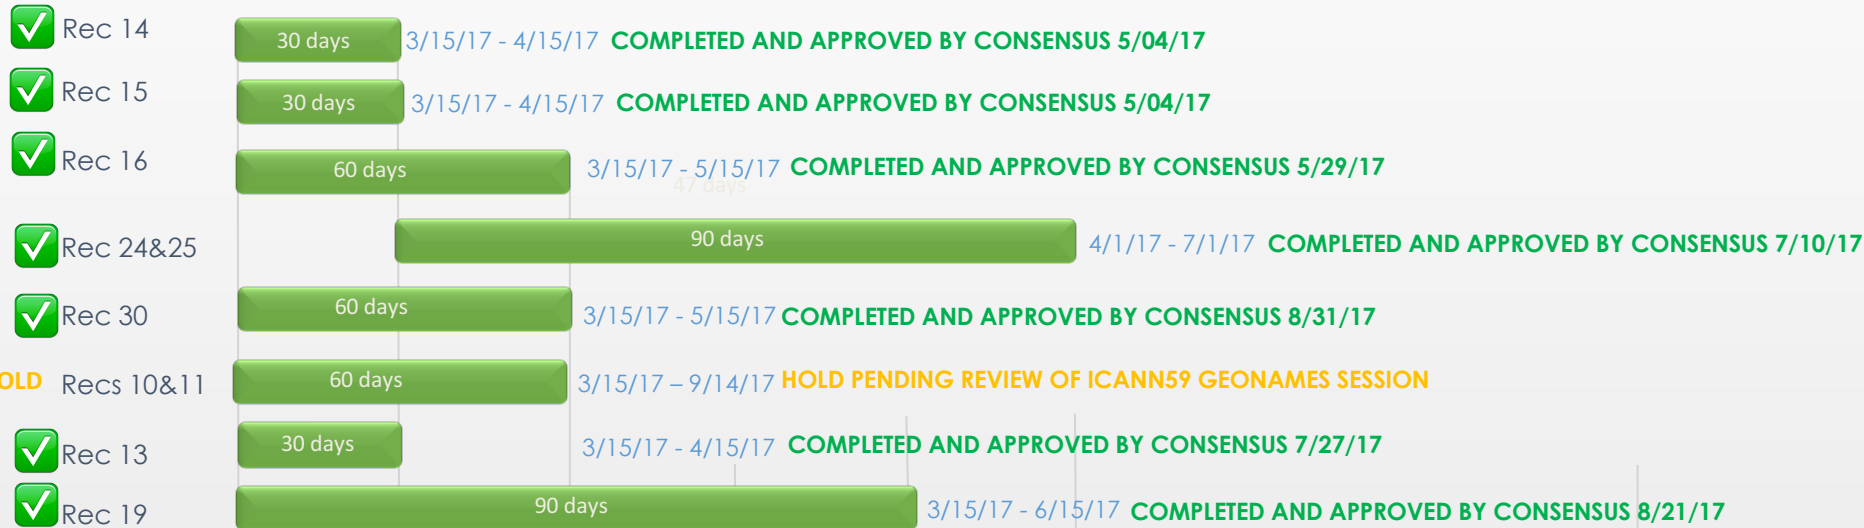 Rec 14 30 days 3/15/17 - 4/15/17 COMPLETED AND APPROVED BY CONSENSUS 5/04/17
Rec 15 30 days 3/15/17 - 4/15/17 COMPLETED AND APPROVED BY CONSENSUS 5/04/17
Rec 16 60 days 3/15/17 - 5/15/17 COMPLETED AND APPROVED BY CONSENSUS 5/29/17
47 days
Rec 24&25 90 days 4/1/17 - 7/1/17 COMPLETED AND APPROVED BY CONSENSUS 7/10/17
Rec 30 60 days 3/15/17 - 5/15/17 COMPLETED AND APPROVED BY CONSENSUS 8/31/17
OLD Recs 10&11 60 days 3/15/17 – 9/14/17 HOLD PENDING REVIEW OF ICANN59 GEONAMES SESSION
Rec 13 30 days 3/15/17 - 4/15/17 COMPLETED AND APPROVED BY CONSENSUS 7/27/17
Rec 19 90 days 3/15/17 - 6/15/17 COMPLETED AND APPROVED BY CONSENSUS 8/21/17